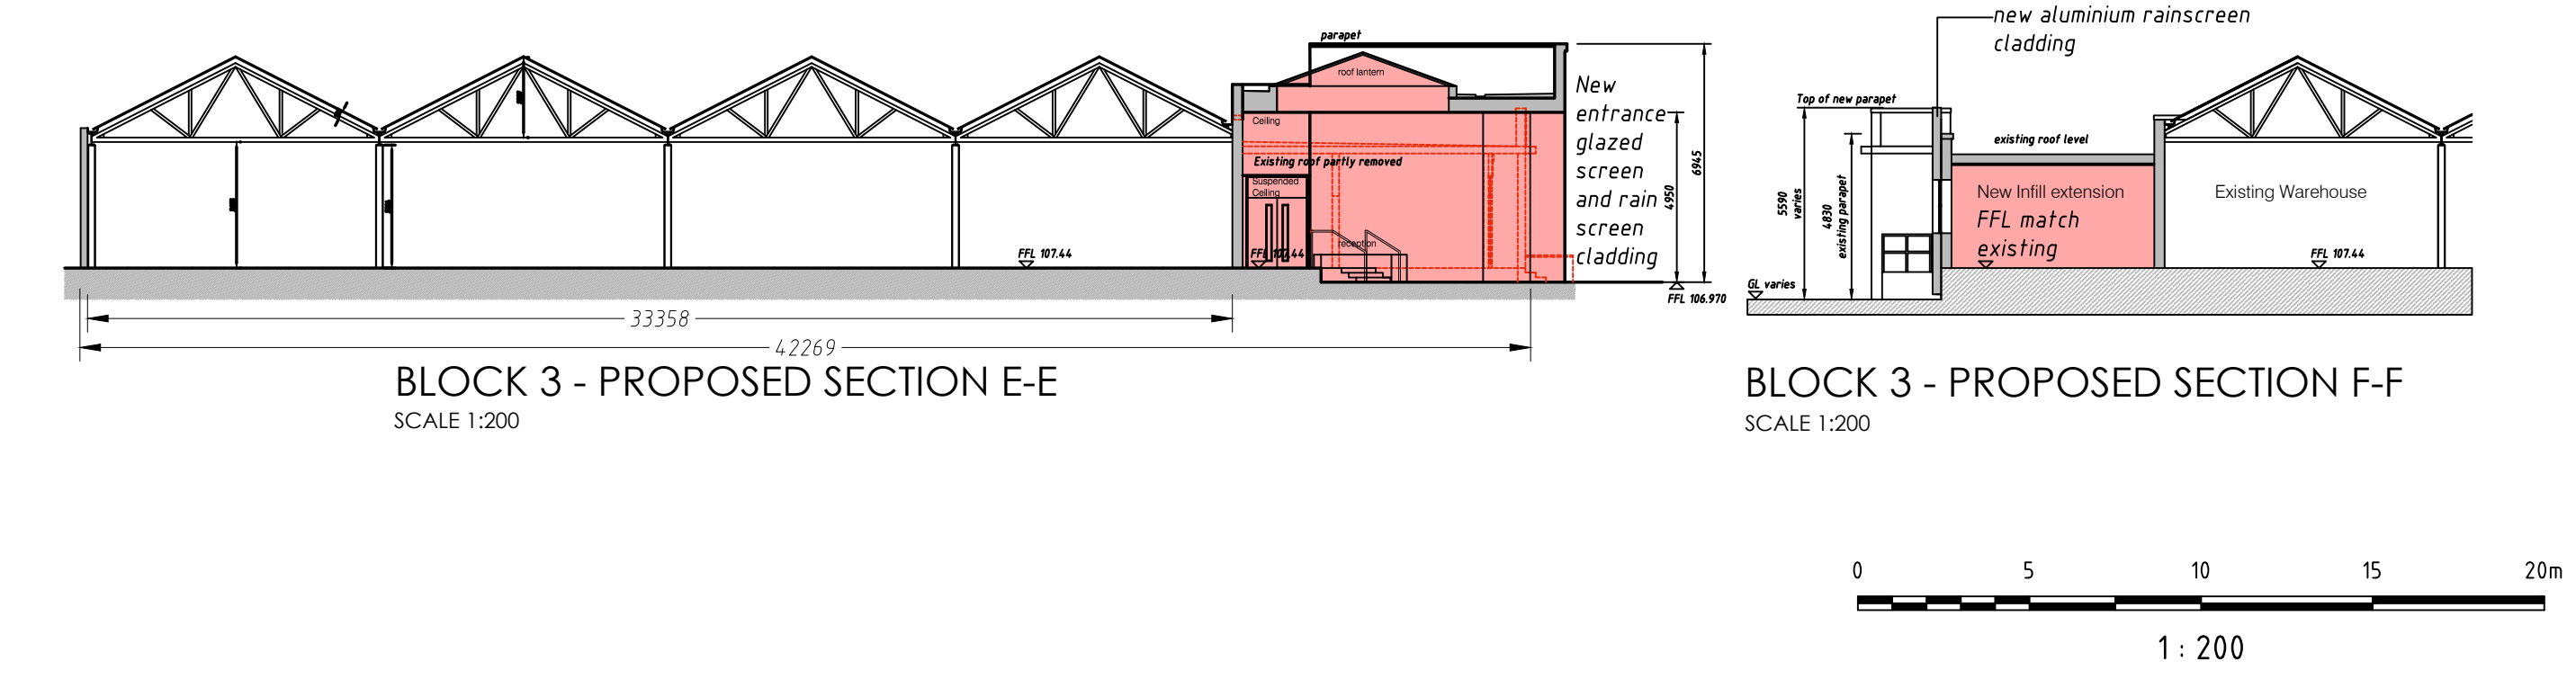 parapet
roof lantern
Ceiling
Existing roof partly removed
Suspended
Ceiling
reception
FFL 107.44
FFL 107.44
New
entrance
glazed
screen
and rain
screen
cladding
4950
6945
FFL 106.970
33358
42269
BLOCK 3 - PROPOSED SECTION E-E
SCALE 1:200
new aluminium rainscreen
cladding
Top of new parapet
existing roof level
5590
varies
4830
existing parapet
New Infill extension
FFL match
existing
Existing Warehouse
FFL 107.44
GL varies
BLOCK 3 - PROPOSED SECTION F-F
SCALE 1:200
0 5 10 15 20m
1 : 200